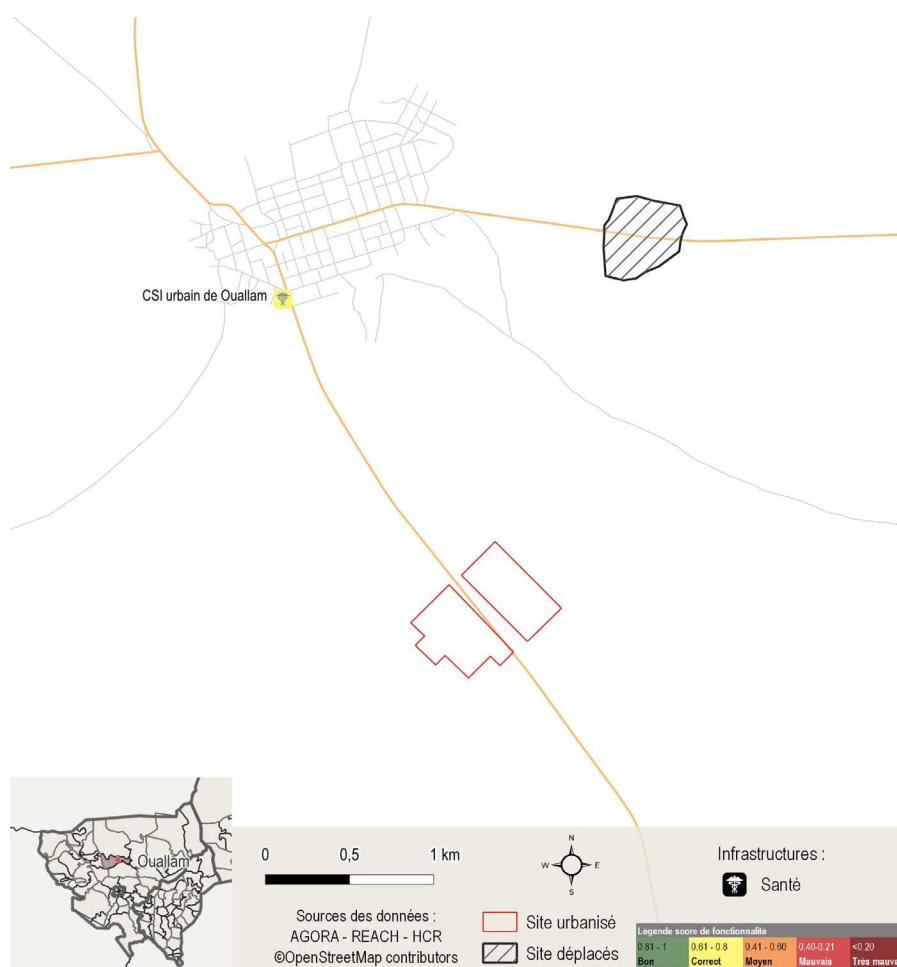 CSI urbain de Ouallam
Ouallam
0 0,5 1 km
N
W E
S
Sources des données :
AGORA - REACH - HCR
©OpenStreetMap contributors
Site urbanisé
Site déplacés
Infrastructures :
Santé
Légende score de fonctionnalité
0.81 - 1 0.61 - 0.8 0.41 - 0.60 0.40-0.21 <0.20
Bon Correct Moyen Mauvais Très mauva